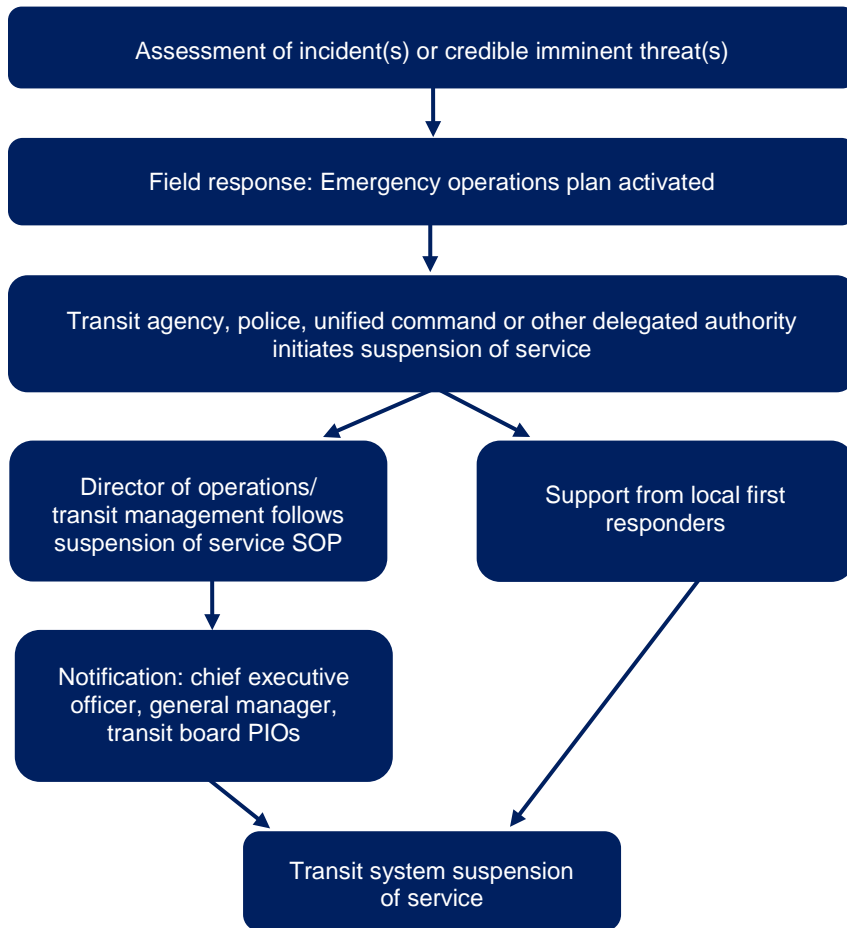 Assessment of incident(s) or credible imminent threat(s)
Field response: Emergency operations plan activated
Transit agency, police, unified command or other delegated authority
initiates suspension of service
Director of operations/
transit management follows
suspension of service SOP
Support from local first
responders
Notification: chief executive
officer, general manager,
transit board PIOs
Transit system suspension
of service